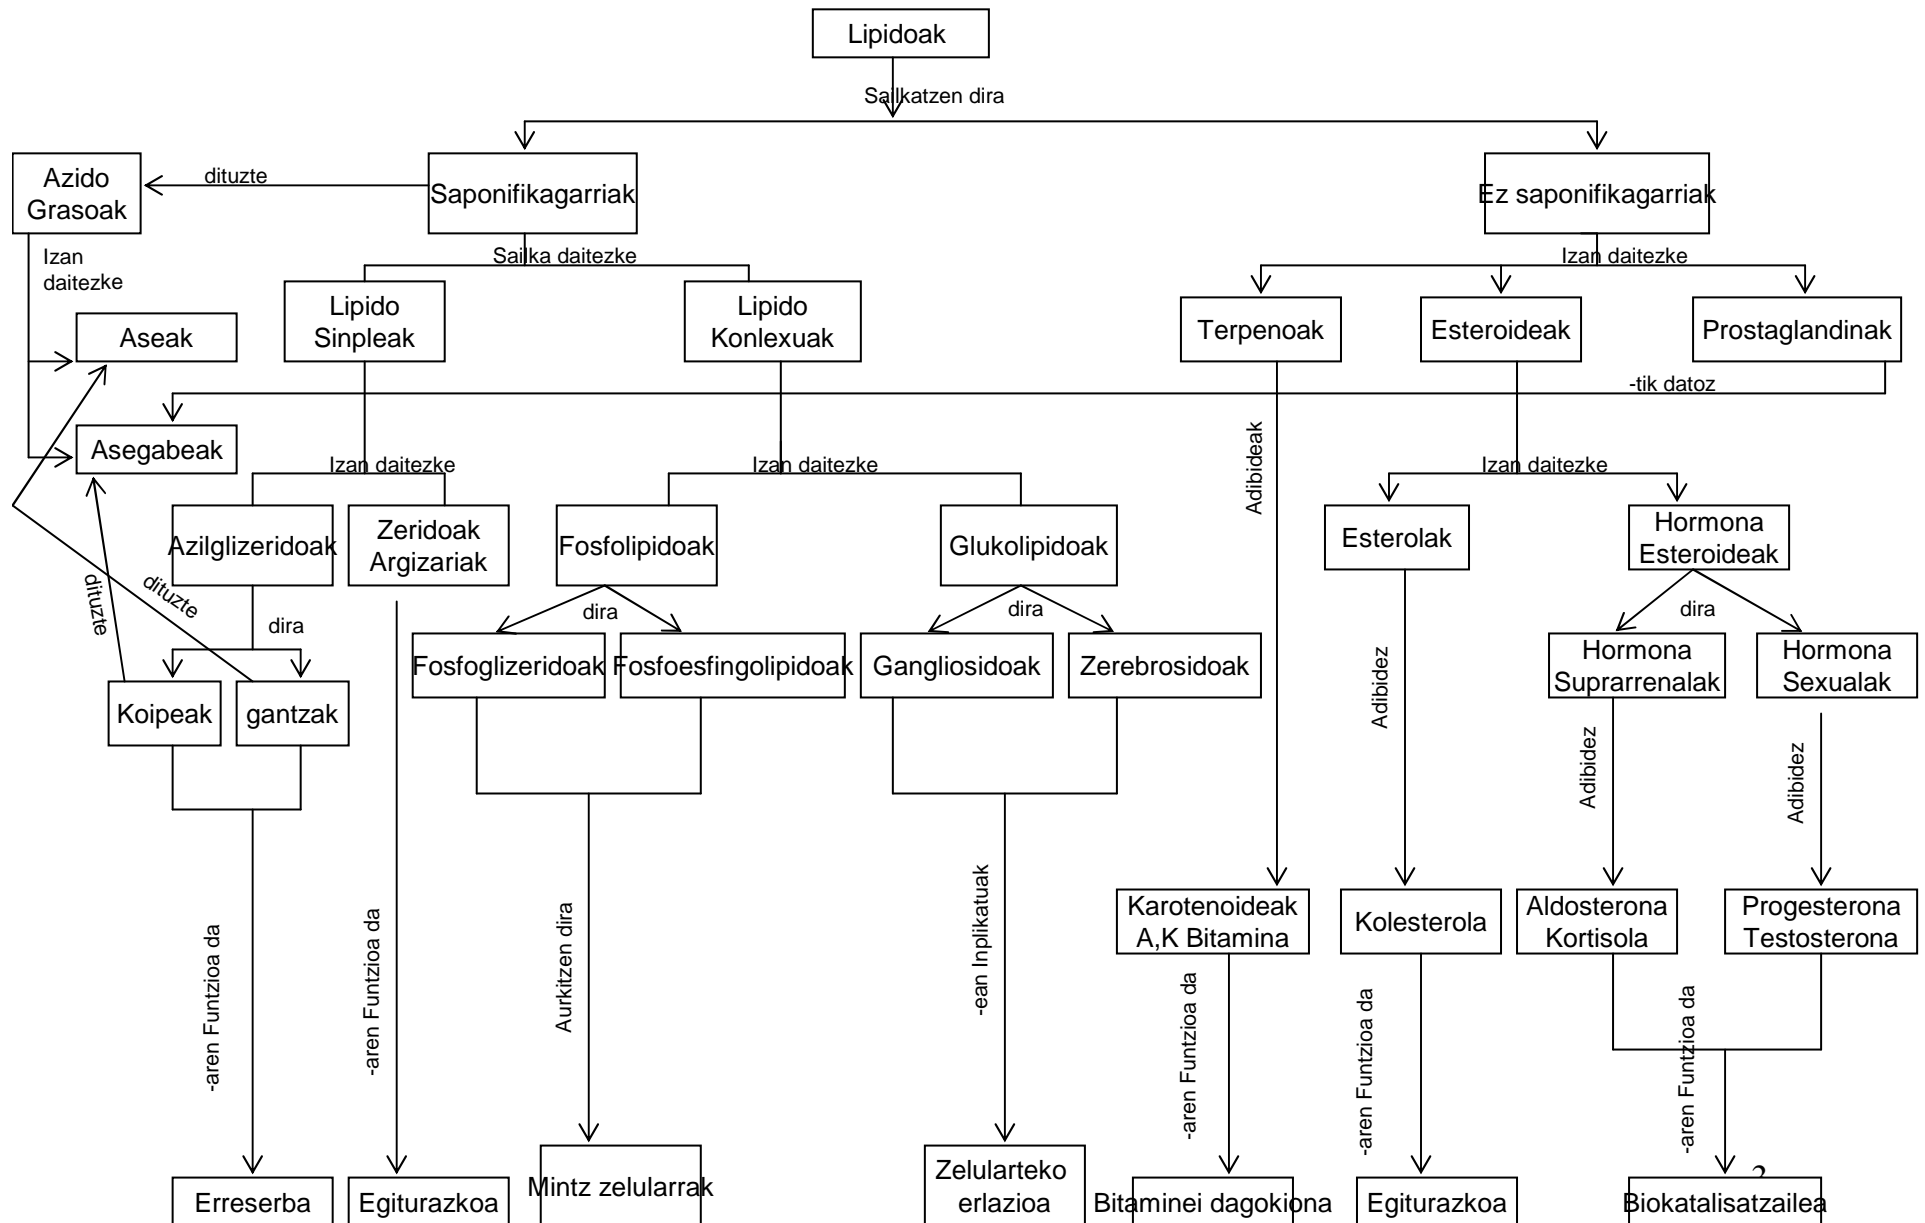 Lipidoak
Sailkatzen dira
Azido
Grasoak
dituzte
Saponifikagarriak
Ez saponifikagarriak
Izan
daitezke
Sailka daitezke
Izan daitezke
Aseak
Lipido
Sinpleak
Lipido
Konlexuak
Terpenoak
Esteroideak
Prostaglandinak
-tik datoz
Asegabeak
Izan daitezke
Izan daitezke
Adibideak
Izan daitezke
Azilglizeridoak
Zeridoak
Argizariak
Fosfolipidoak
Glukolipidoak
Esterolak
Hormona
Esteroideak
dituzte
dituzte
dira
dira
dira
dira
Koipeak
gantzak
Fosfoglizeridoak
Fosfoesfingolipidoak
Gangliosidoak
Zerebrosidoak
Adibidez
Hormona
Suprarrenalak
Hormona
Sexualak
Adibidez
Adibidez
Karotenoideak
A,K Bitamina
Kolesterola
Aldosterona
Kortisola
Progesterona
Testosterona
-aren Funtzioa da
-aren Funtzioa da
Aurkitzen dira
-ean Inplikatuak
-aren Funtzioa da
-aren Funtzioa da
-aren Funtzioa da
Erreserba
Egiturazkoa
Mintz zelularrak
Zelularteko
erlazioa
Bitaminei dagokiona
Egiturazkoa
Biokatalisatzailea